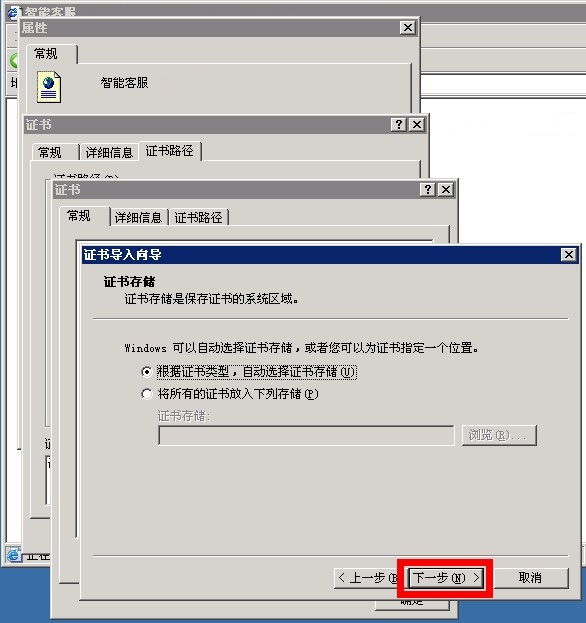 智能客服
属性
常规
智能客服
证书
常规
详细信息
证书路径
证书
常规
详细信息
证书路径
证书导入向导
证书存储
证书存储是保存证书的系统区域。
Windows 可以自动选择证书存储，或者您可以为证书指定一个位置。
根据证书类型，自动选择证书存储(U)
将所有的证书放入下列存储(P)
证书存储:
浏览(R)...
< 上一步(B
下一步(N) >
取消
确定